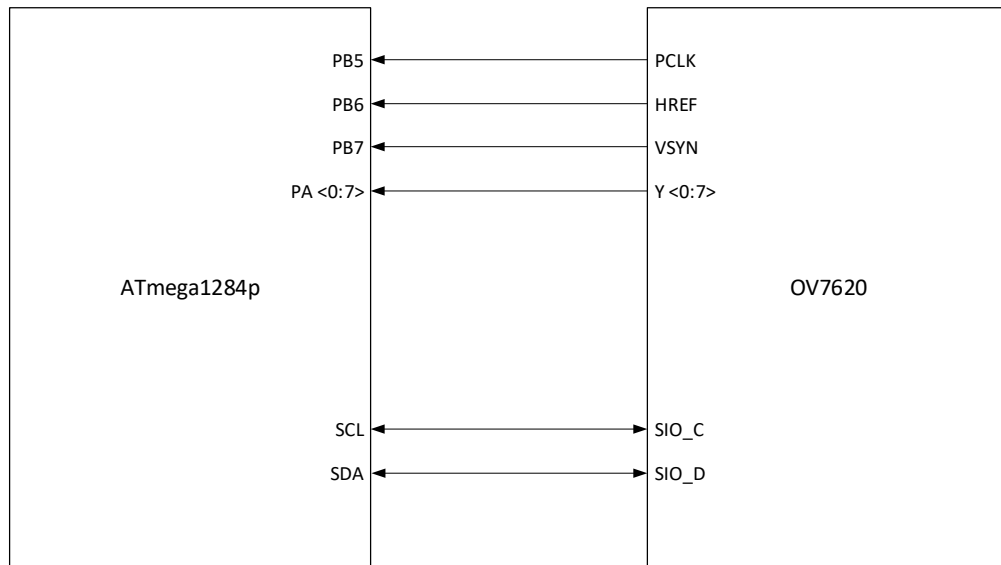 PB5 PCLK
PB6 HREF
PB7 VSYN
PA <0:7> Y <0:7>
ATmega1284p OV7620
SCL SIO_C
SDA SIO_D